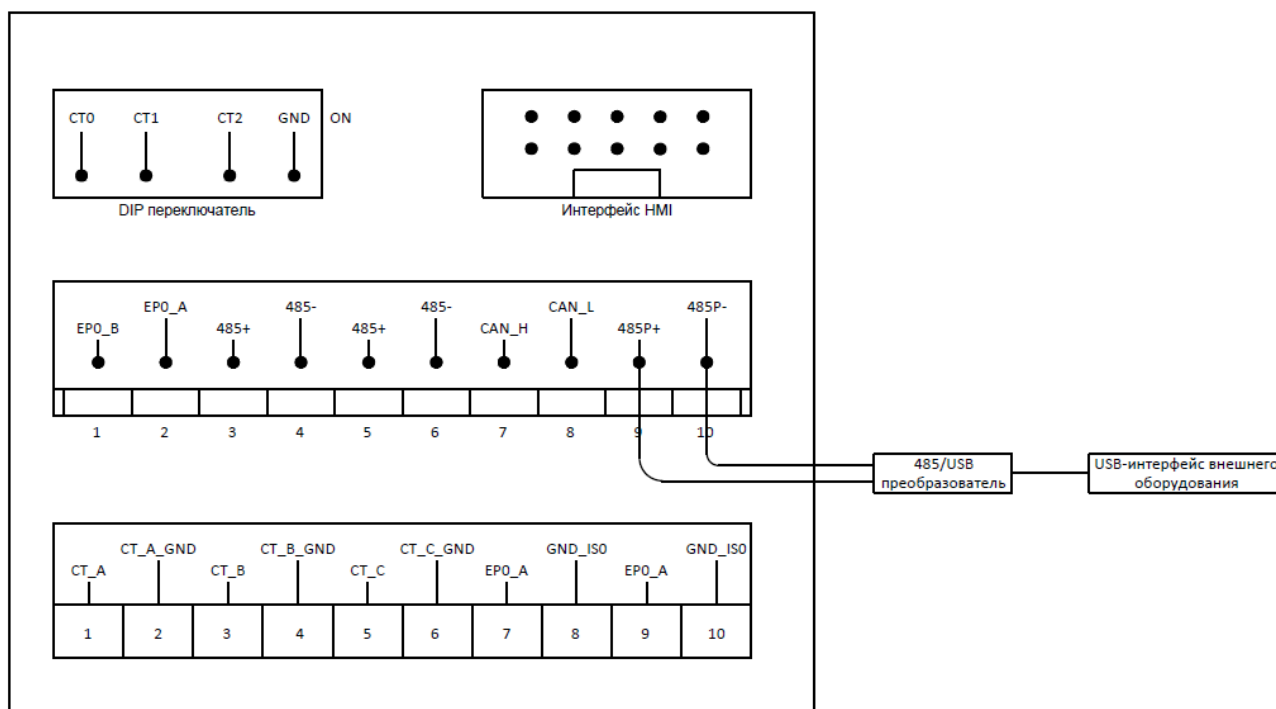 CT0 CT1 CT2 GND ON
DIP переключатель
Интерфейс HMI
EP0_A 485- 485- CAN_L 485P-
EP0_B 485+ 485+ CAN_H 485P+
1 2 3 4 5 6 7 8 9 10
485/USB
преобразователь
USB-интерфейс внешнего
оборудования
CT_A_GND CT_B_GND CT_C_GND GND_IS0 GND_IS0
CT_A CT_B CT_C EP0_A EP0_A
1 2 3 4 5 6 7 8 9 10